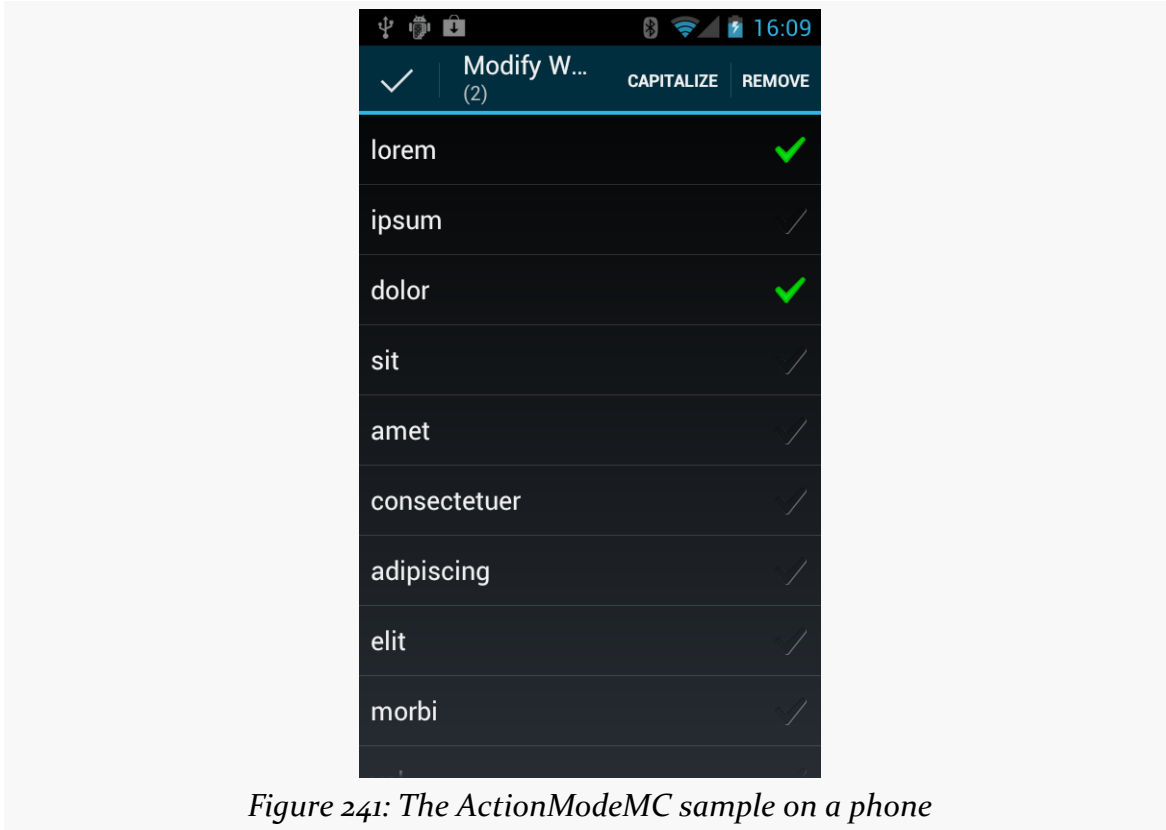 16:09
Modify W...
(2)
CAPITALIZE
REMOVE
lorem
ipsum
dolor
sit
amet
consectetuer
adipiscing
elit
morbi
Figure 241: The ActionModeMC sample on a phone